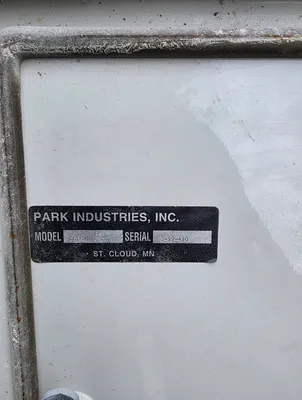 PARK INDUSTRIES, INC.
MODEL SERIAL
ST. CLOUD, MN